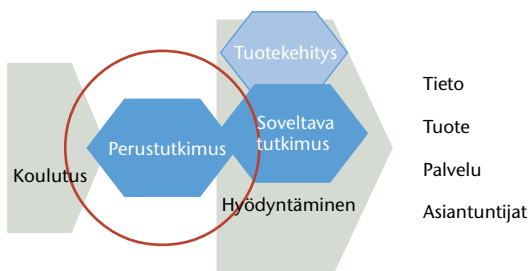 Tuotekehitys
Koulutus
Perustutkimus
Soveltava
tutkimus
Hyödyntäminen
Tieto
Tuote
Palvelu
Asiantuntijat